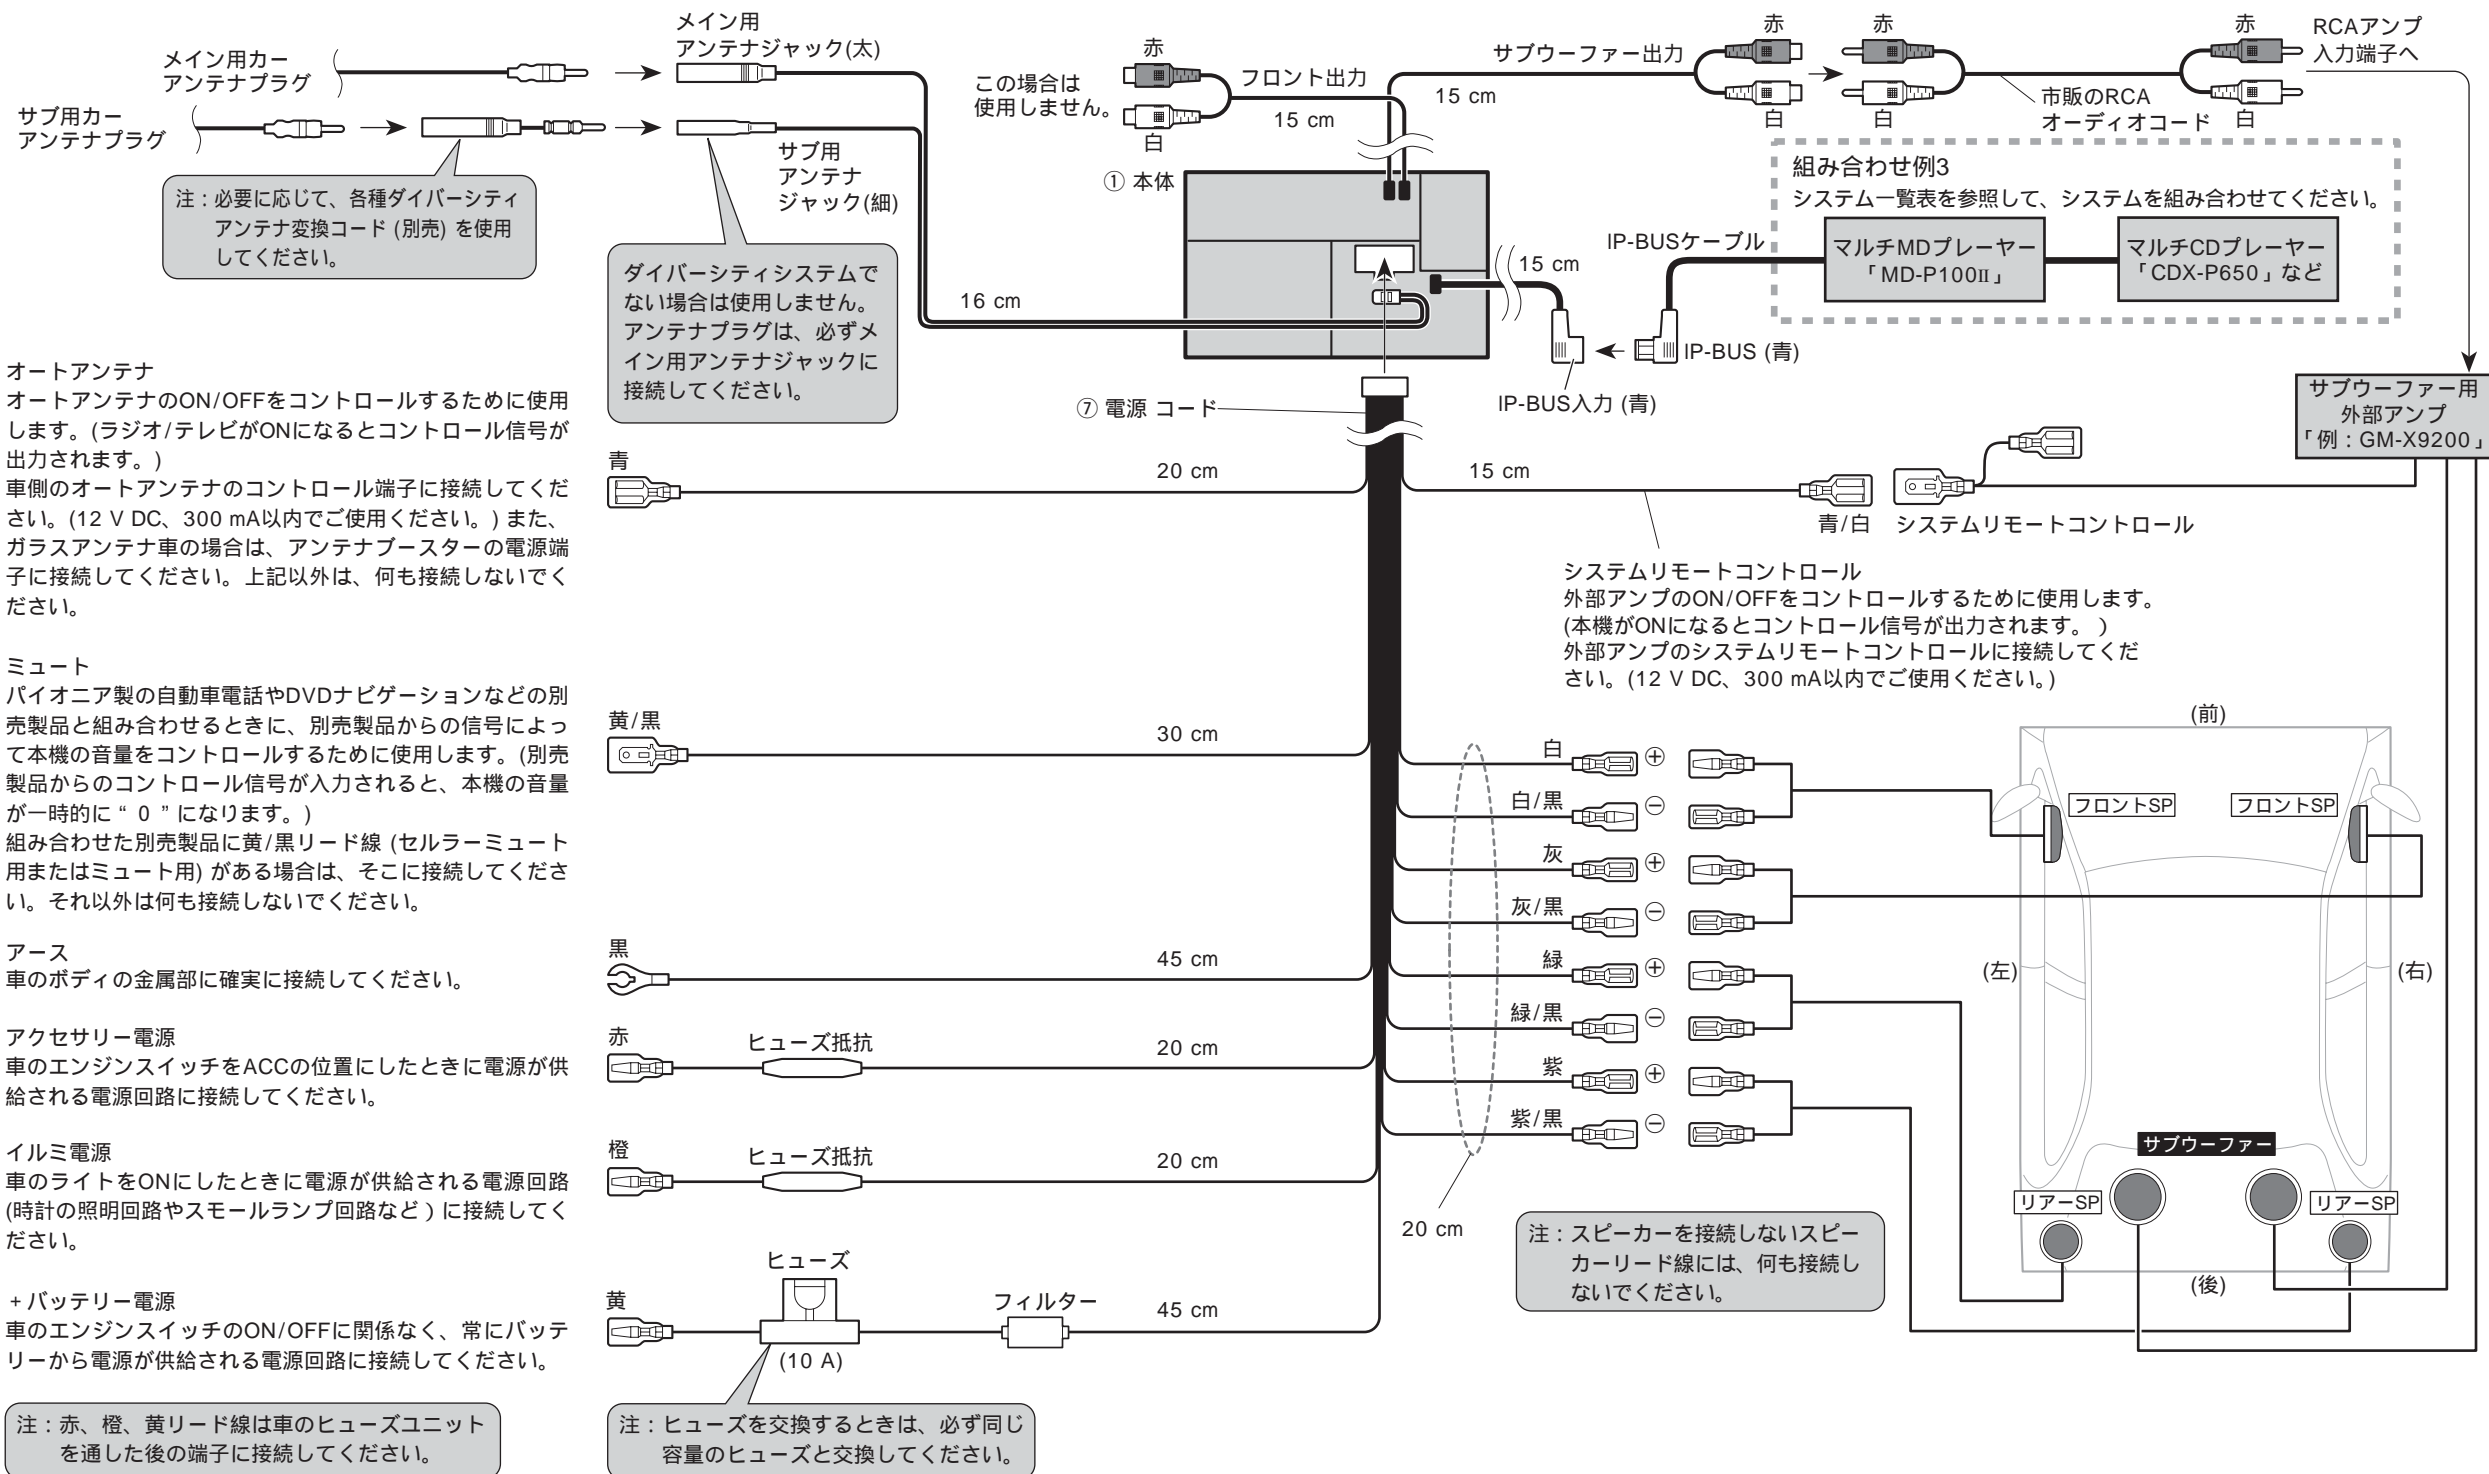 メイン用カー
アンテナプラグ
メイン用
アンテナジャック(太)
サブ用カー
アンテナプラグ
サブ用
アンテナ
ジャック(細)
注：必要に応じて、各種ダイバーシティ
アンテナ変換コード (別売) を使用
してください。
ダイバーシティシステムで
ない場合は使用しません。
アンテナプラグは、必ずメ
イン用アンテナジャックに
接続してください。
16 cm
この場合は
使用しません。
赤
白
フロント出力
15 cm
サブウーファー出力
15 cm
赤
白
赤
白
市販のRCA
オーディオコード
赤
白
RCAアンプ
入力端子へ
① 本体
組み合わせ例3
システム一覧表を参照して、システムを組み合わせてください。
マルチMDプレーヤー
「MD-P100II」
マルチCDプレーヤー
「CDX-P650」など
IP-BUSケーブル
15 cm
IP-BUS (青)
IP-BUS入力 (青)
⑦ 電源 コード
サブウーファー用
外部アンプ
「例：GM-X9200」
オートアンテナ
オートアンテナのON/OFFをコントロールするために使用
します。(ラジオ/テレビがONになるとコントロール信号が
出力されます。)
車側のオートアンテナのコントロール端子に接続してくだ
さい。(12 V DC、300 mA以内でご使用ください。) また、
ガラスアンテナ車の場合は、アンテナブースターの電源端
子に接続してください。上記以外は、何も接続しないでく
ださい。
青
20 cm
15 cm
青/白
システムリモートコントロール
システムリモートコントロール
外部アンプのON/OFFをコントロールするために使用します。
(本機がONになるとコントロール信号が出力されます。 )
外部アンプのシステムリモートコントロールに接続してくだ
さい。(12 V DC、300 mA以内でご使用ください。)
ミュート
パイオニア製の自動車電話やDVDナビゲーションなどの別
売製品と組み合わせるときに、別売製品からの信号によっ
て本機の音量をコントロールするために使用します。(別売
製品からのコントロール信号が入力されると、本機の音量
が一時的に“ 0 ”になります。)
組み合わせた別売製品に黄/黒リード線 (セルラーミュート
用またはミュート用) がある場合は、そこに接続してくださ
い。それ以外は何も接続しないでください。
黄/黒
30 cm
アース
車のボディの金属部に確実に接続してください。
黒
45 cm
アクセサリー電源
車のエンジンスイッチをACCの位置にしたときに電源が供
給される電源回路に接続してください。
赤
ヒューズ抵抗
20 cm
イルミ電源
車のライトをONにしたときに電源が供給される電源回路
(時計の照明回路やスモールランプ回路など ) に接続してく
ださい。
橙
ヒューズ抵抗
20 cm
+ バッテリー電源
車のエンジンスイッチのON/OFFに関係なく、常にバッテ
リーから電源が供給される電源回路に接続してください。
黄
ヒューズ
(10 A)
フィルター
45 cm
注：赤、橙、黄リード線は車のヒューズユニット
を通した後の端子に接続してください。
注：ヒューズを交換するときは、必ず同じ
容量のヒューズと交換してください。
白 ⊕
白/黒 ⊖
灰 ⊕
灰/黒 ⊖
緑 ⊕
緑/黒 ⊖
紫 ⊕
紫/黒 ⊖
20 cm
注：スピーカーを接続しないスピー
カーリード線には、何も接続し
ないでください。
(前)
フロントSP
フロントSP
(左)
(右)
サブウーファー
リアーSP
リアーSP
(後)